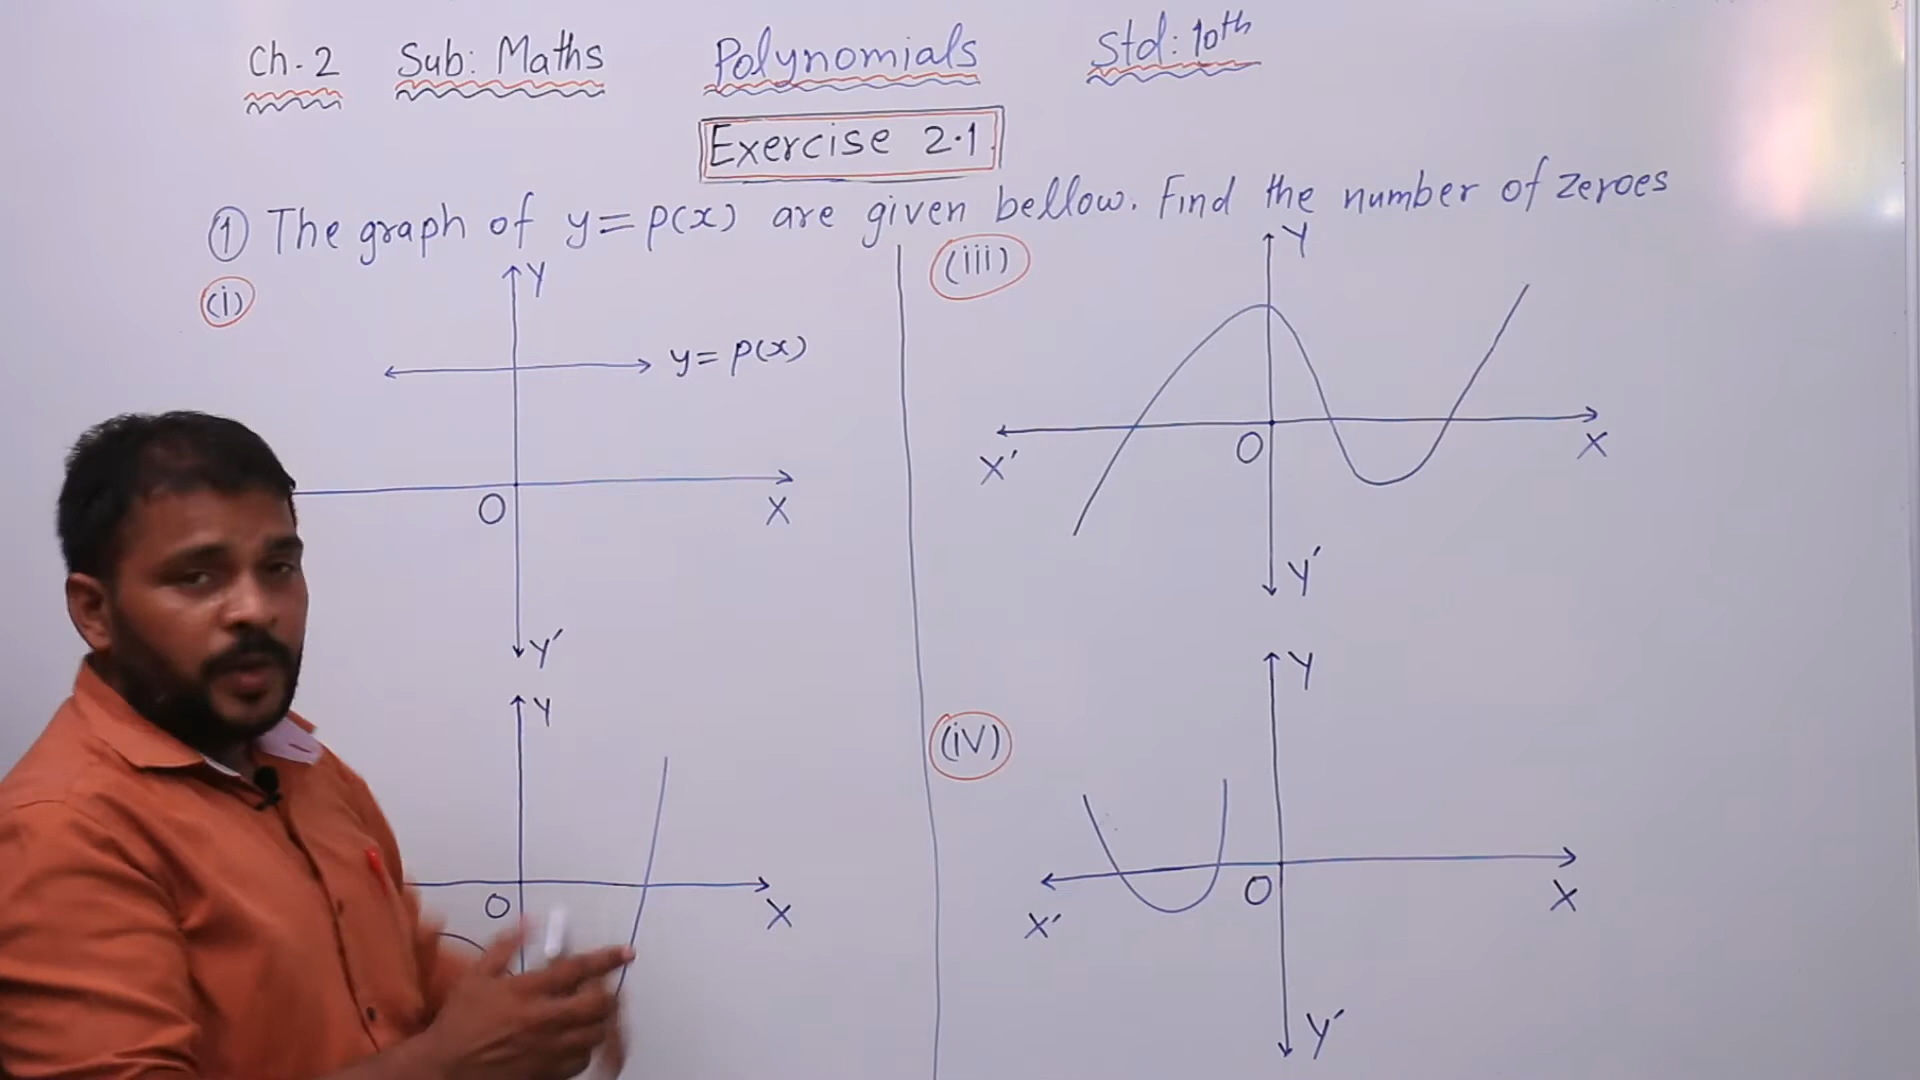 Ch-2 Sub: Maths Polynomials Std: 10th
Exercise 2.1
① The graph of y=p(x) are given bellow. Find the number of zeroes
(i)
Y
y= p(x)
O
X
Y'
Y
O
X
(iii)
Y
X'
O
X
Y'
(iv)
Y
X'
O
X
Y'